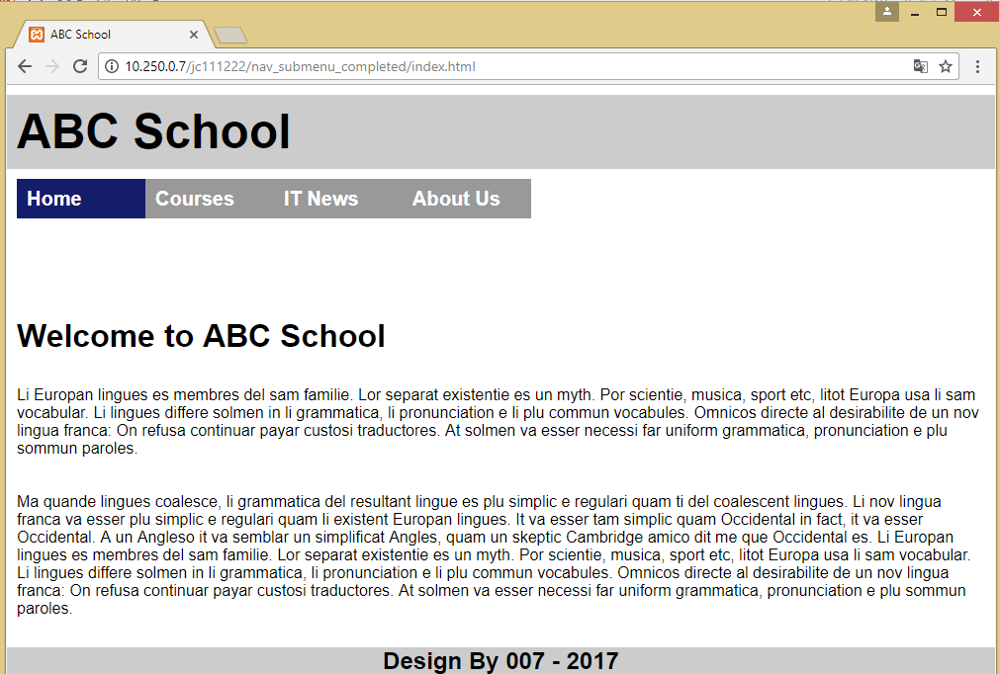 ABC School
10.250.0.7/jc111222/nav_submenu_completed/index.html
ABC School
Home Courses IT News About Us
Welcome to ABC School
Li Europan lingues es membres del sam familie. Lor separat existentie es un myth. Por scientie, musica, sport etc, litot Europa usa li sam
vocabular. Li lingues differe solmen in li grammatica, li pronunciation e li plu commun vocabules. Omnicos directe al desirabilite de un nov
lingua franca: On refusa continuar payar custosi traductores. At solmen va esser necessi far uniform grammatica, pronunciation e plu
sommun paroles.
Ma quande lingues coalesce, li grammatica del resultant lingue es plu simplic e regulari quam ti del coalescent lingues. Li nov lingua
franca va esser plu simplic e regulari quam li existent Europan lingues. It va esser tam simplic quam Occidental in fact, it va esser
Occidental. A un Angleso it va semblar un simplificat Angles, quam un skeptic Cambridge amico dit me que Occidental es. Li Europan
lingues es membres del sam familie. Lor separat existentie es un myth. Por scientie, musica, sport etc, litot Europa usa li sam vocabular.
Li lingues differe solmen in li grammatica, li pronunciation e li plu commun vocabules. Omnicos directe al desirabilite de un nov lingua
franca: On refusa continuar payar custosi traductores. At solmen va esser necessi far uniform grammatica, pronunciation e plu sommun
paroles.
Design By 007 - 2017